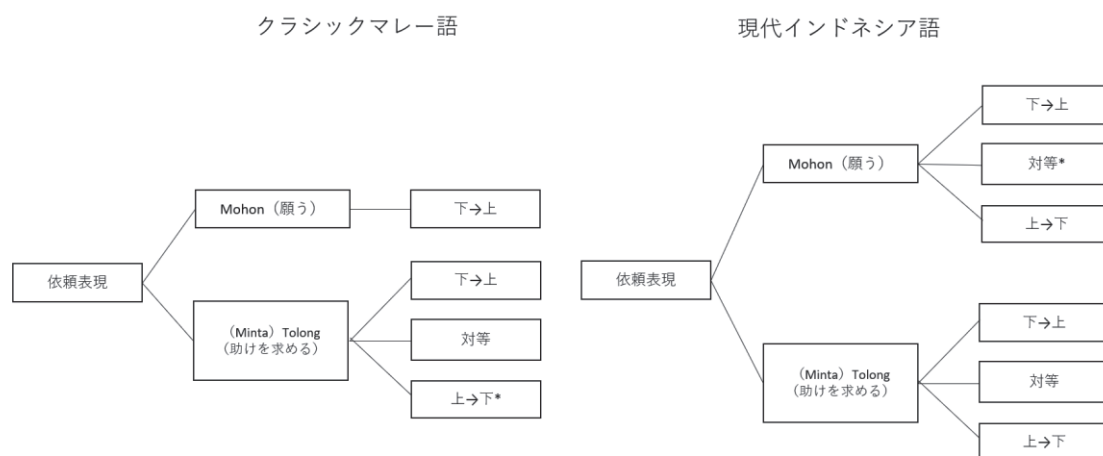 クラシックマレー語
現代インドネシア語
依頼表現
Mohon（願う）
下→上
（Minta）Tolong
（助けを求める）
下→上
対等
上→下*
依頼表現
Mohon（願う）
下→上
対等*
上→下
（Minta）Tolong
（助けを求める）
下→上
対等
上→下